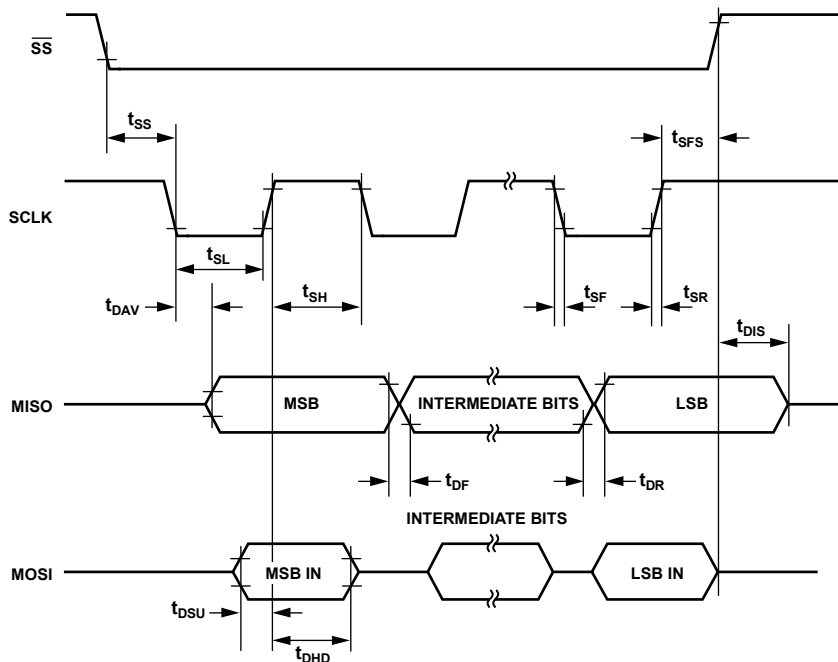 SS
tSS
tSFS
SCLK
tSL
tSH
tSF
tSR
tDAV
tDIS
MISO
MSB
INTERMEDIATE BITS
LSB
tDF
tDR
INTERMEDIATE BITS
MOSI
MSB IN
LSB IN
tDSU
tDHD